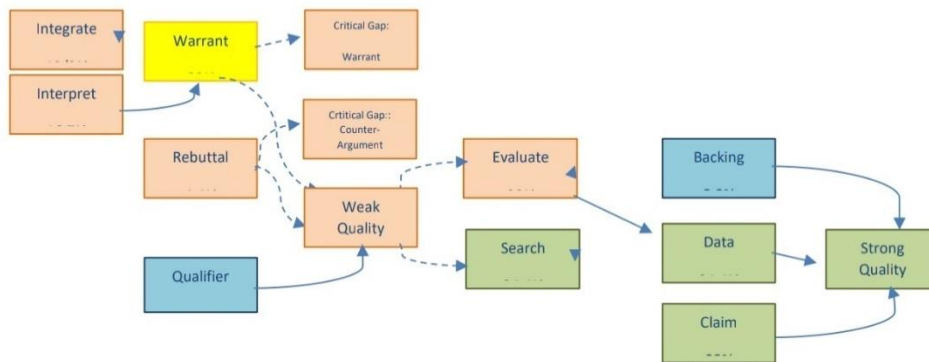 Integrate
Interpret
Warrant
Critical Gap:
Warrant
Crtitical Gap::
Counter-
Argument
Rebuttal
Weak
Quality
Qualifier
Evaluate
Search
Backing
Data
Claim
Strong
Quality